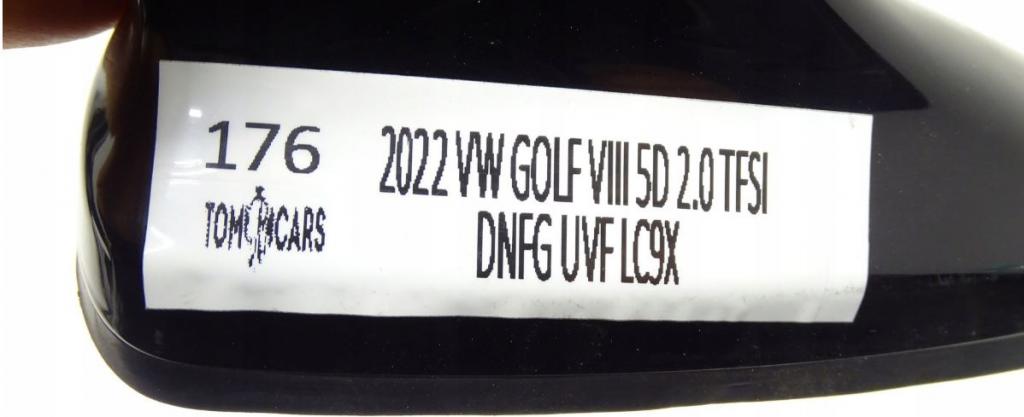 176
TOM CARS
2022 VW GOLF VIII 5D 2.0 TFSI
DNFG UVF LC9X